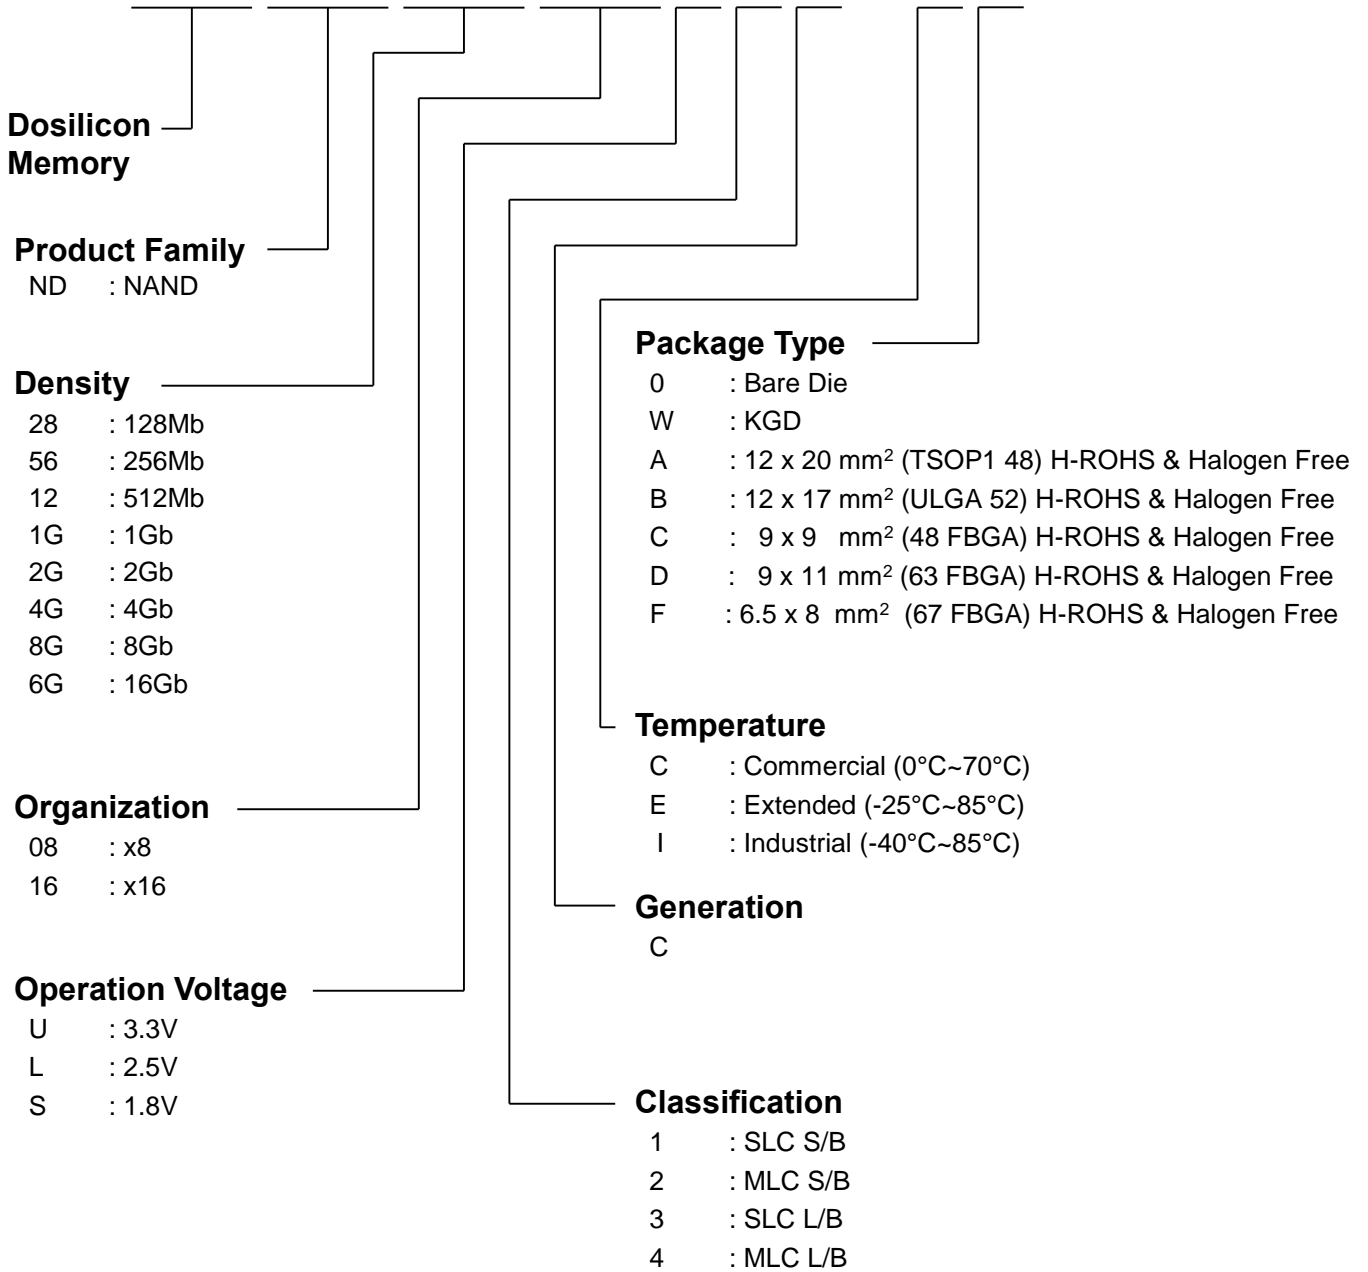 Dosilicon
Memory
Product Family
ND : NAND
Density
28 : 128Mb
56 : 256Mb
12 : 512Mb
1G : 1Gb
2G : 2Gb
4G : 4Gb
8G : 8Gb
6G : 16Gb
Organization
08 : x8
16 : x16
Operation Voltage
U : 3.3V
L : 2.5V
S : 1.8V
Package Type
0 : Bare Die
W : KGD
A : 12 x 20 mm² (TSOP1 48) H-ROHS & Halogen Free
B : 12 x 17 mm² (ULGA 52) H-ROHS & Halogen Free
C : 9 x 9 mm² (48 FBGA) H-ROHS & Halogen Free
D : 9 x 11 mm² (63 FBGA) H-ROHS & Halogen Free
F : 6.5 x 8 mm² (67 FBGA) H-ROHS & Halogen Free
Temperature
C : Commercial (0°C~70°C)
E : Extended (-25°C~85°C)
I : Industrial (-40°C~85°C)
Generation
C
Classification
1 : SLC S/B
2 : MLC S/B
3 : SLC L/B
4 : MLC L/B